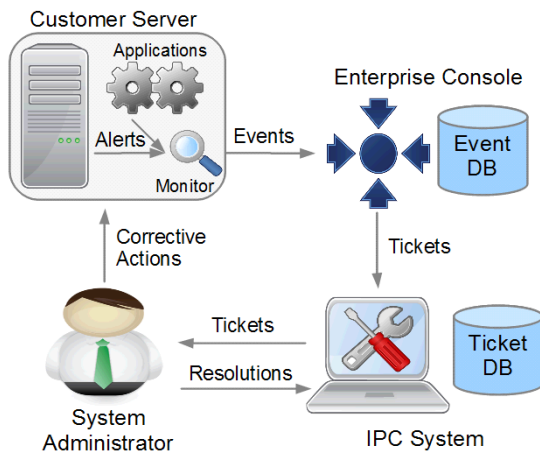 Customer Server
Applications
Alerts
Monitor
Events
Enterprise Console
Event
DB
Tickets
Corrective
Actions
Tickets
Resolutions
Ticket
DB
System
Administrator
IPC System